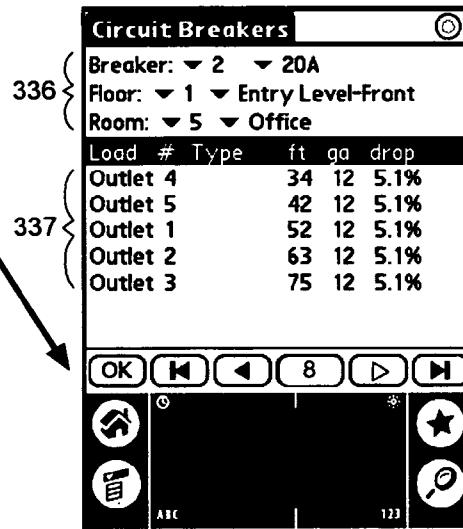 Circuit Breakers
336
Breaker: 2 20A
Floor: 1 Entry Level-Front
Room: 5 Office
Load # Type ft ga drop
337
Outlet 4 34 12 5.1%
Outlet 5 42 12 5.1%
Outlet 1 52 12 5.1%
Outlet 2 63 12 5.1%
Outlet 3 75 12 5.1%
OK 8
ABC 123